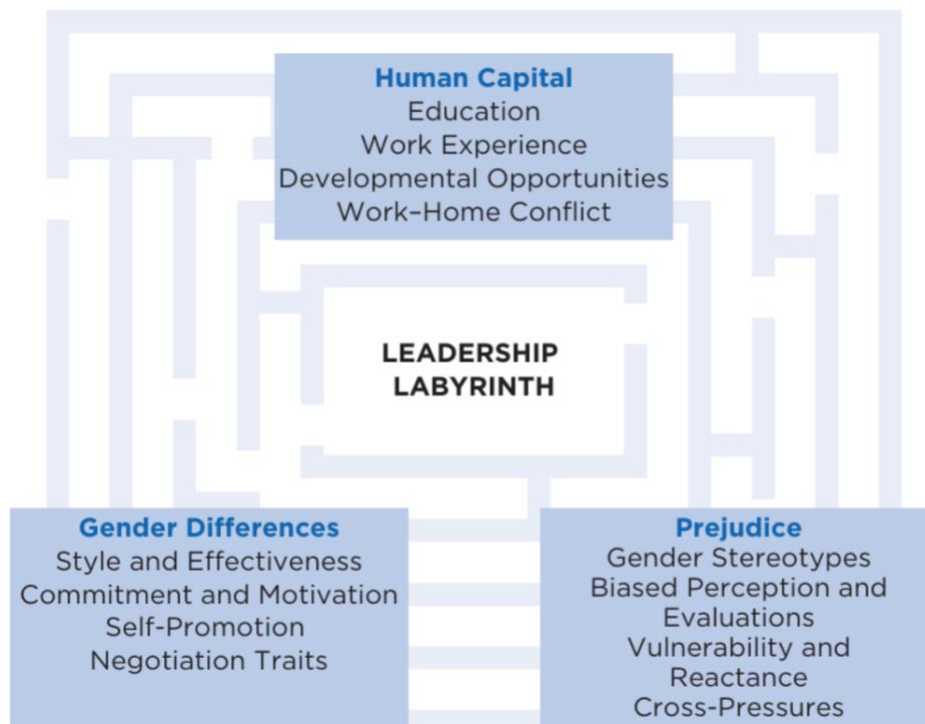 Human Capital
Education
Work Experience
Developmental Opportunities
Work–Home Conflict
LEADERSHIP
LABYRINTH
Gender Differences
Style and Effectiveness
Commitment and Motivation
Self-Promotion
Negotiation Traits
Prejudice
Gender Stereotypes
Biased Perception and
Evaluations
Vulnerability and
Reactance
Cross-Pressures